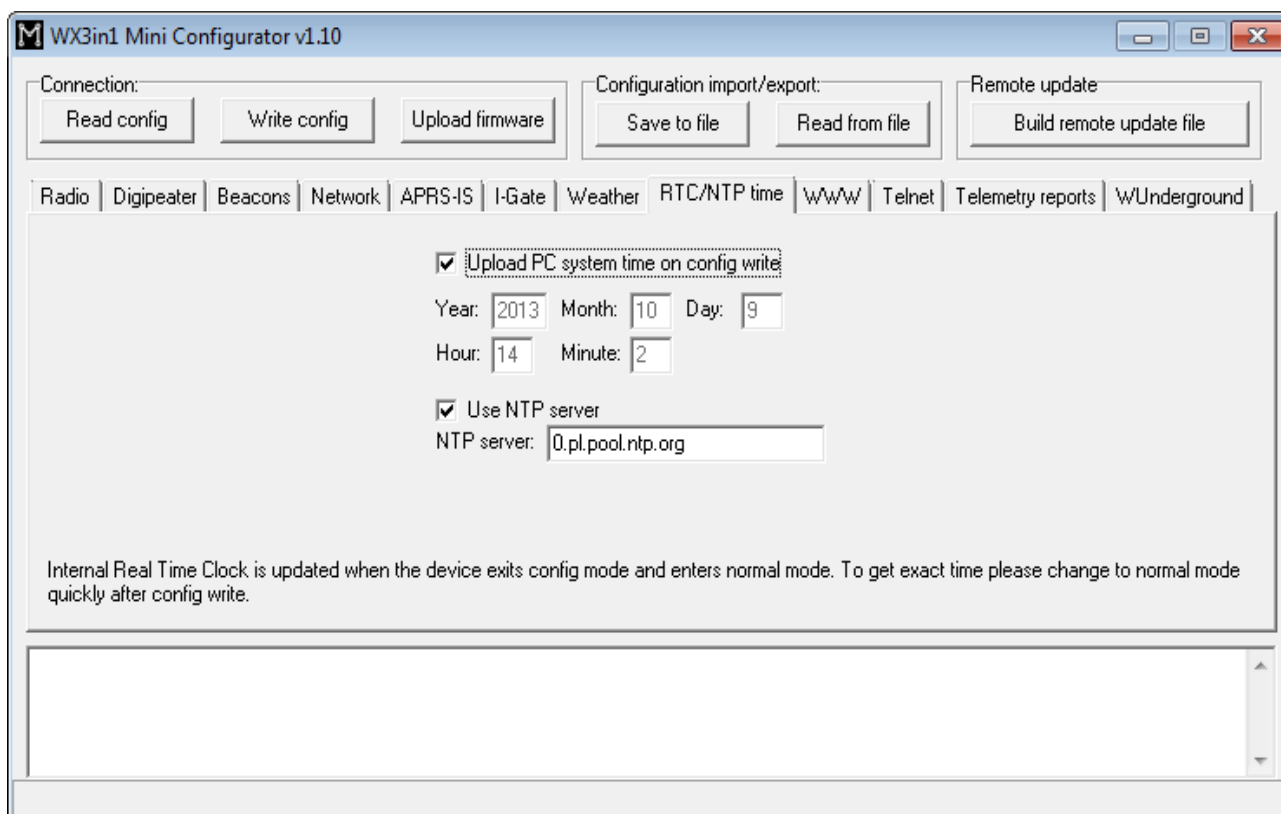 WX3in1 Mini Configurator v1.10
Connection: Configuration import/export: Remote update
Read config Write config Upload firmware Save to file Read from file Build remote update file
Radio Digipeater Beacons Network APRS-IS I-Gate Weather RTC/NTP time WWW Telnet Telemetry reports WUnderground
Upload PC system time on config write
Year: 2013 Month: 10 Day: 9
Hour: 14 Minute: 2
Use NTP server
NTP server: 0.pl.pool.ntp.org
Internal Real Time Clock is updated when the device exits config mode and enters normal mode. To get exact time please change to normal mode
quickly after config write.